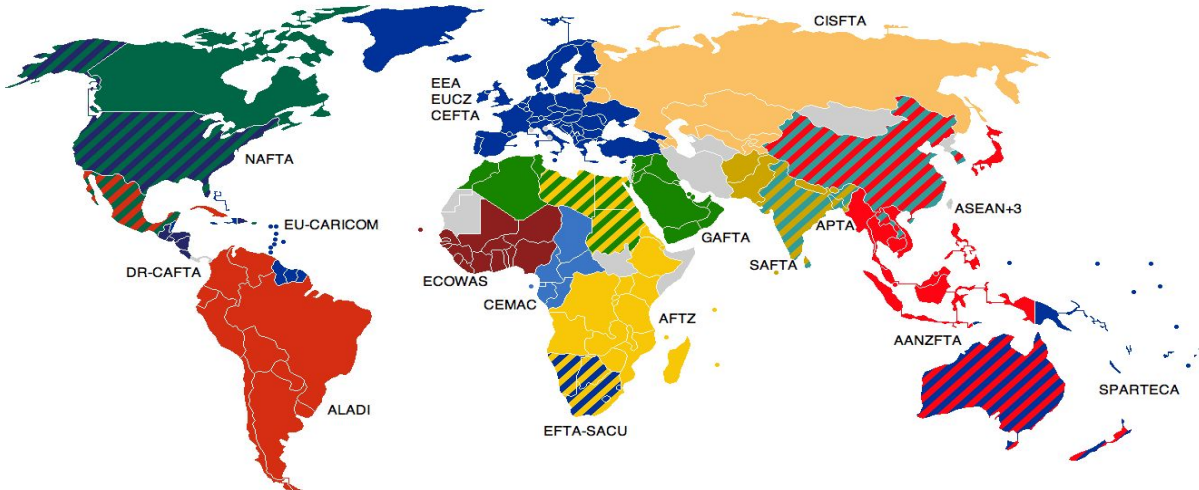 CISFTA
EEA
EUCZ
CEFTA
NAFTA
EU-CARICOM
DR-CAFTA
ALADI
ECOWAS
CEMAC
GAFTA
AFTZ
EFTA-SACU
SAFTA
APTA
ASEAN+3
AANZFTA
SPARTECA